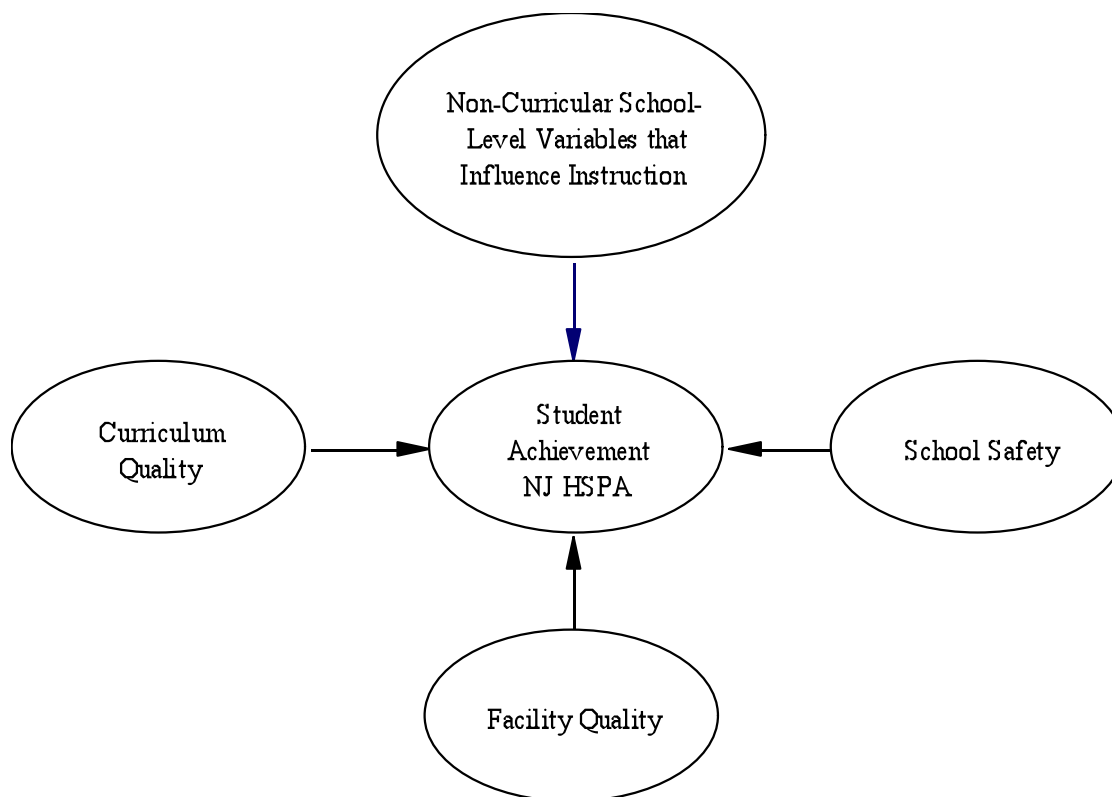 Non-Curricular School-
Level Variables that
Influence Instruction
Curriculum
Quality
Student
Achievement
NJ HSPA
School Safety
Facility Quality